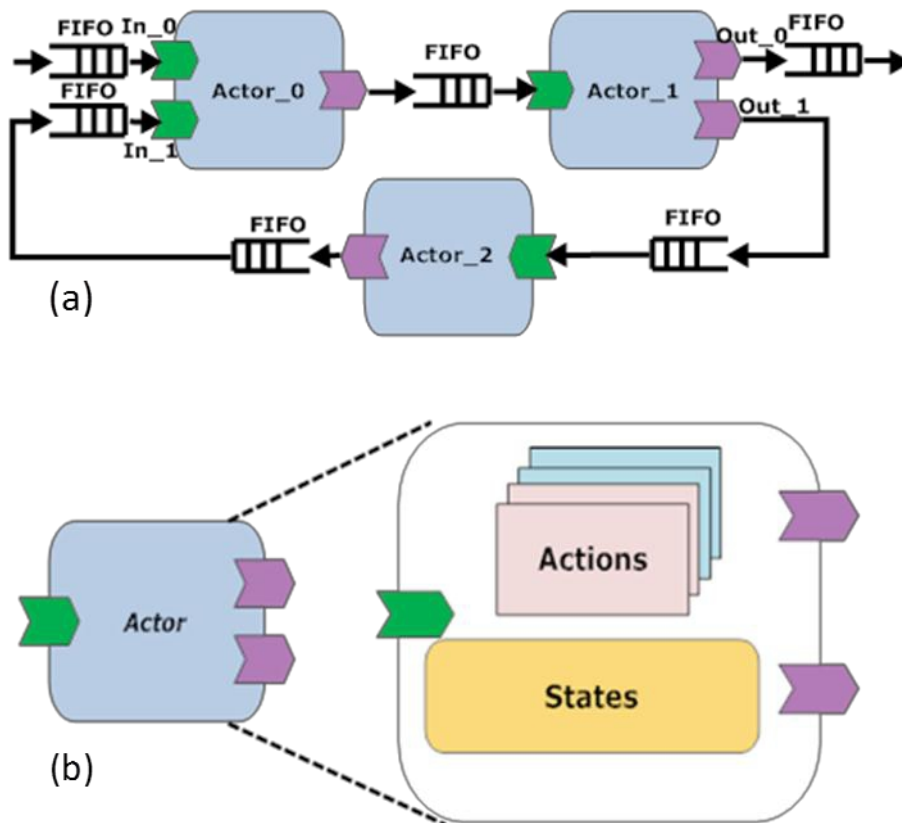 FIFO
In_0
Actor_0
FIFO
Actor_1
Out_0
FIFO
FIFO
In_1
Out_1
FIFO
Actor_2
FIFO
(a)
Actor
Actions
States
(b)